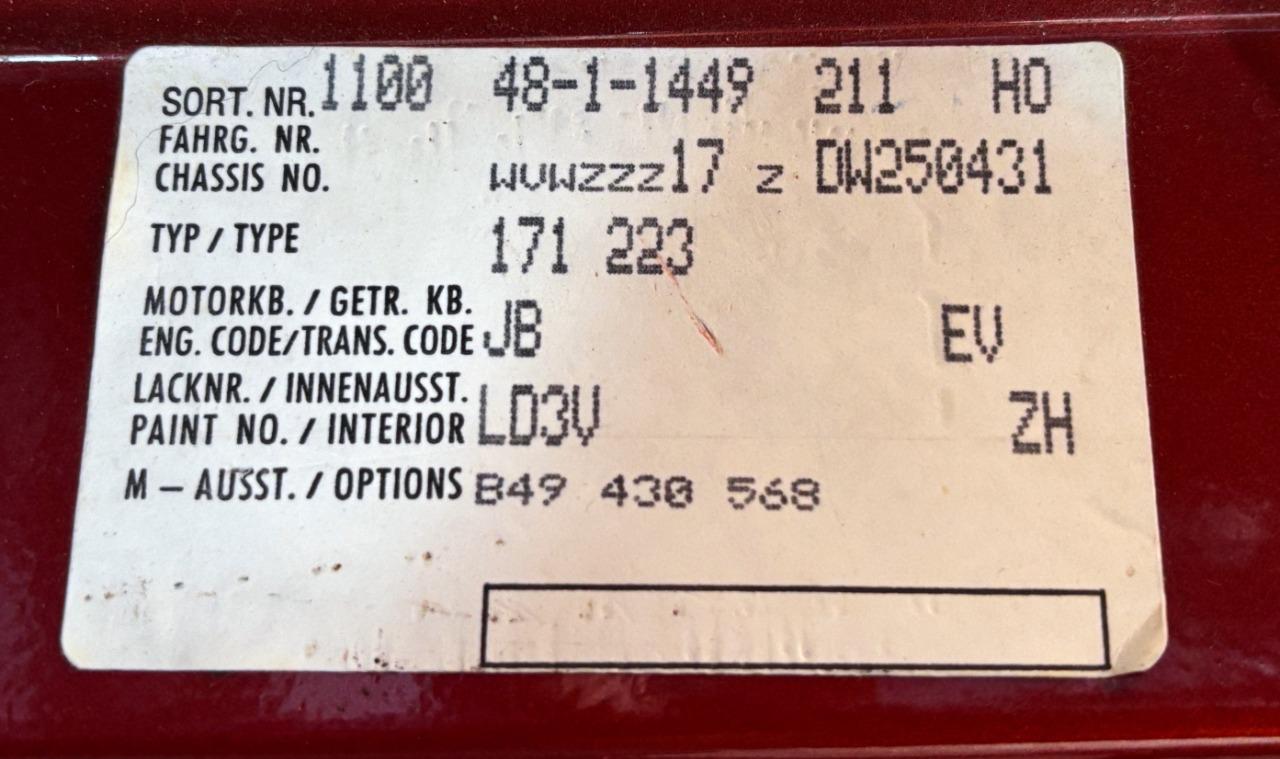 SORT. NR. 1100 48-1-1449 211 HO
FAHRG. NR.
CHASSIS NO. WVWZZZ17 Z DW250431
TYP / TYPE 171 223
MOTORKB. / GETR. KB.
ENG. CODE/TRANS. CODE JB EV
LACKNR. / INNENAUSST.
PAINT NO. / INTERIOR LD3V ZH
M – AUSST. / OPTIONS B49 430 568